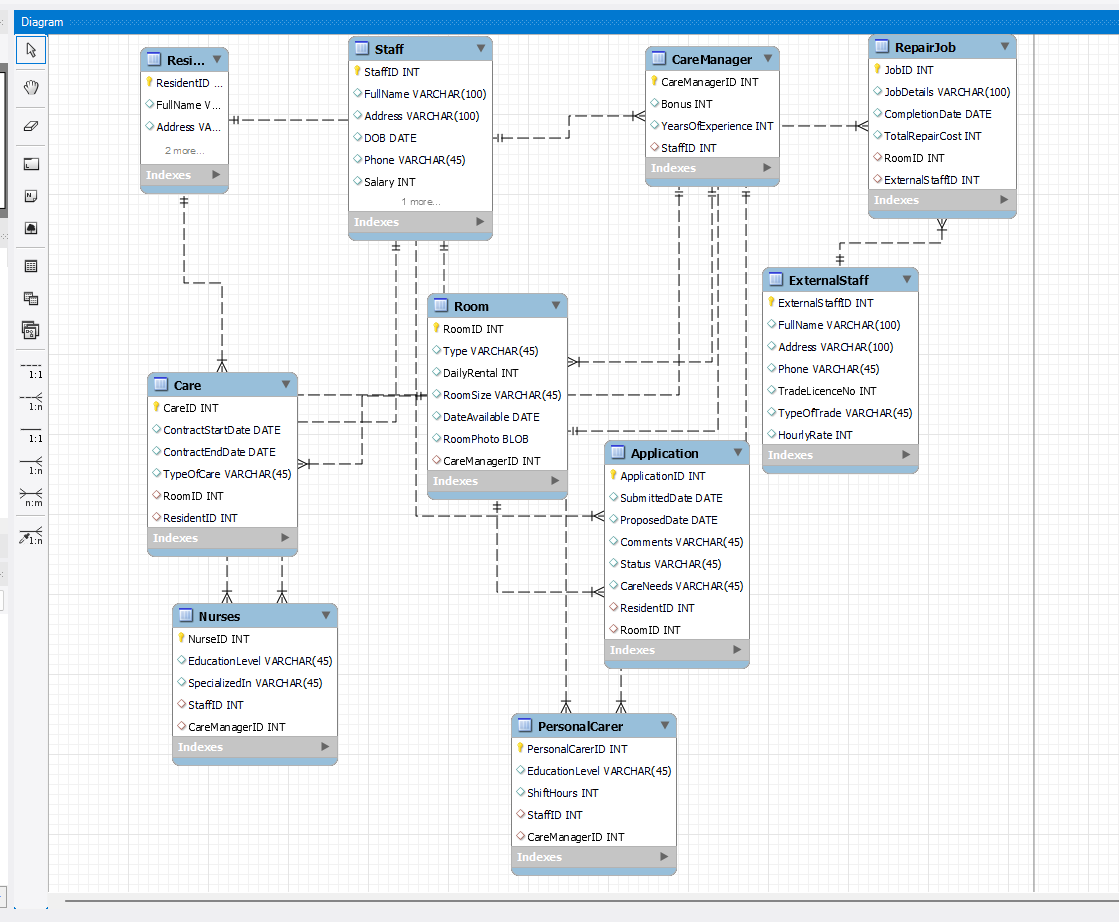 Diagram
Resi...
ResidentID ...
FullName V...
Address VA...
2 more...
Indexes
Staff
StaffID INT
FullName VARCHAR(100)
Address VARCHAR(100)
DOB DATE
Phone VARCHAR(45)
Salary INT
1 more...
Indexes
CareManager
CareManagerID INT
Bonus INT
YearsOfExperience INT
StaffID INT
Indexes
RepairJob
JobID INT
JobDetails VARCHAR(100)
CompletionDate DATE
TotalRepairCost INT
RoomID INT
ExternalStaffID INT
Indexes
Room
RoomID INT
Type VARCHAR(45)
DailyRental INT
RoomSize VARCHAR(45)
DateAvailable DATE
RoomPhoto BLOB
CareManagerID INT
Indexes
ExternalStaff
ExternalStaffID INT
FullName VARCHAR(100)
Address VARCHAR(100)
Phone VARCHAR(45)
TradeLicenceNo INT
TypeOfTrade VARCHAR(45)
HourlyRate INT
Indexes
Care
CareID INT
ContractStartDate DATE
ContractEndDate DATE
TypeOfCare VARCHAR(45)
RoomID INT
ResidentID INT
Indexes
Application
ApplicationID INT
SubmittedDate DATE
ProposedDate DATE
Comments VARCHAR(45)
Status VARCHAR(45)
CareNeeds VARCHAR(45)
ResidentID INT
RoomID INT
Indexes
Nurses
NurseID INT
EducationLevel VARCHAR(45)
SpecializedIn VARCHAR(45)
StaffID INT
CareManagerID INT
Indexes
PersonalCarer
PersonalCarerID INT
EducationLevel VARCHAR(45)
ShiftHours INT
StaffID INT
CareManagerID INT
Indexes
1:1
1:n
1:1
1:n
n:m
1:n